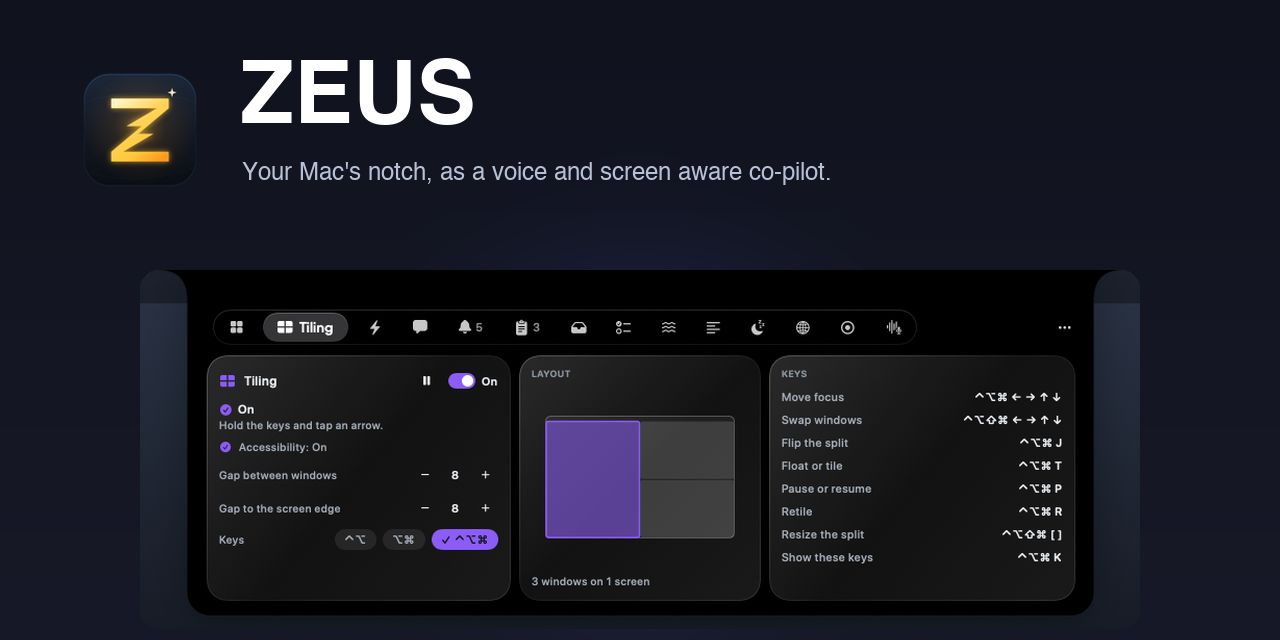 ZEUS
Your Mac's notch, as a voice and screen aware co-pilot.
Tiling 5 3
Tiling On
On
Hold the keys and tap an arrow.
Accessibility: On
Gap between windows − 8 +
Gap to the screen edge − 8 +
Keys ⌃⌥ ⌥⌘ ✓ ⌃⌥⌘
LAYOUT
3 windows on 1 screen
KEYS
Move focus ⌃⌥⌘ ← → ↑ ↓
Swap windows ⌃⌥⇧⌘ ← → ↑ ↓
Flip the split ⌃⌥⌘ J
Float or tile ⌃⌥⌘ T
Pause or resume ⌃⌥⌘ P
Retile ⌃⌥⌘ R
Resize the split ⌃⌥⇧⌘ [ ]
Show these keys ⌃⌥⌘ K